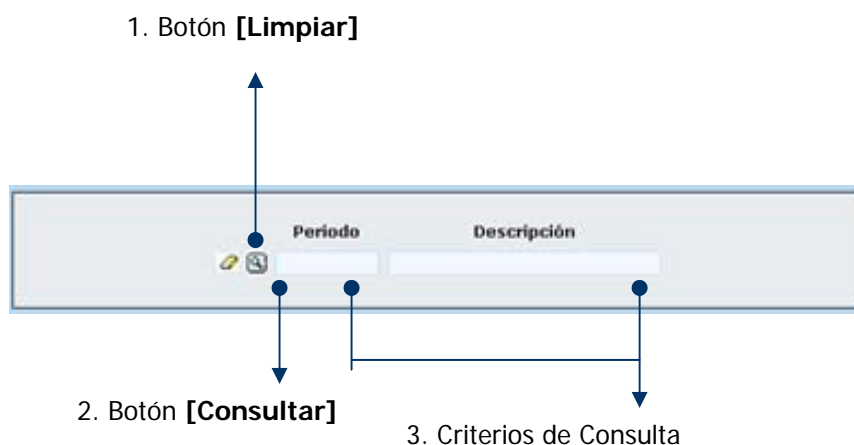 1. Botón [Limpiar]
Periodo Descripción
2. Botón [Consultar]
3. Criterios de Consulta